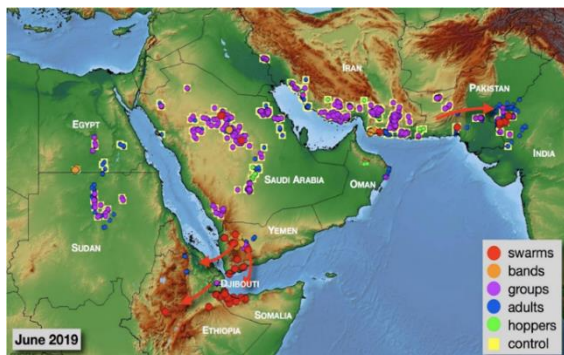 IRAN
PAKISTAN
EGYPT
INDIA
SAUDI ARABIA
OMAN
YEMEN
SUDAN
DJIBOUTI
SOMALIA
ETHIOPIA
swarms
bands
groups
adults
hoppers
control
June 2019